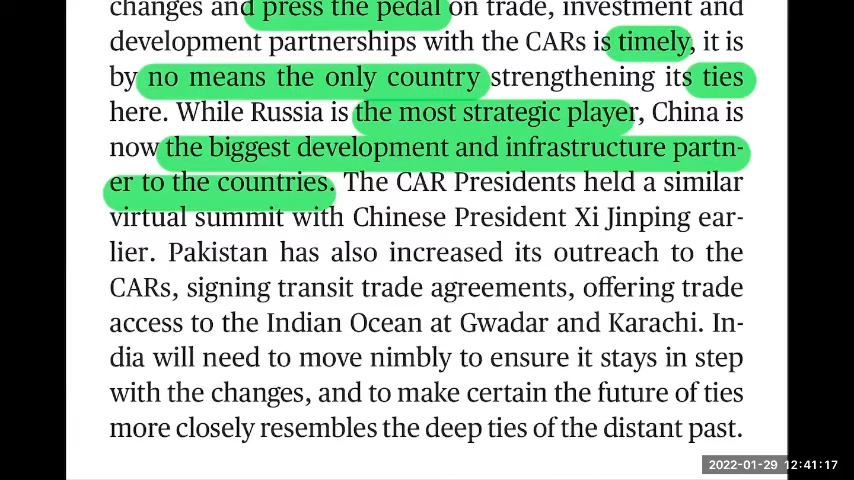 changes and press the pedal on trade, investment and
development partnerships with the CARs is timely, it is
by no means the only country strengthening its ties
here. While Russia is the most strategic player, China is
now the biggest development and infrastructure partn-
er to the countries. The CAR Presidents held a similar
virtual summit with Chinese President Xi Jinping ear-
lier. Pakistan has also increased its outreach to the
CARs, signing transit trade agreements, offering trade
access to the Indian Ocean at Gwadar and Karachi. In-
dia will need to move nimbly to ensure it stays in step
with the changes, and to make certain the future of ties
more closely resembles the deep ties of the distant past.
2022-01-29 12:41:17